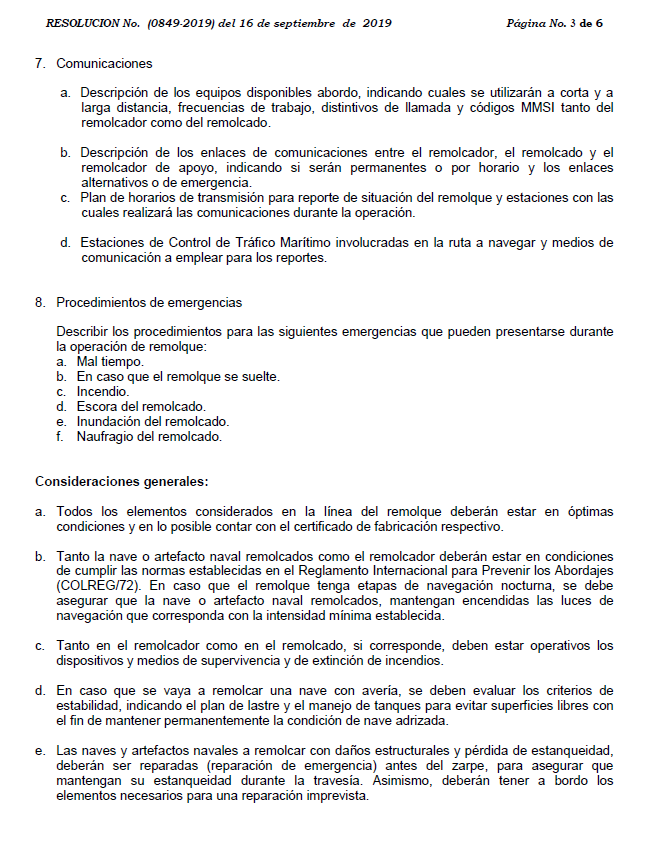 RESOLUCION No. (0849-2019) del 16 de septiembre de 2019 Página No. 3 de 6
7. Comunicaciones
a. Descripción de los equipos disponibles abordo, indicando cuales se utilizarán a corta y a
larga distancia, frecuencias de trabajo, distintivos de llamada y códigos MMSI tanto del
remolcador como del remolcado.
b. Descripción de los enlaces de comunicaciones entre el remolcador, el remolcado y el
remolcador de apoyo, indicando si serán permanentes o por horario y los enlaces
alternativos o de emergencia.
c. Plan de horarios de transmisión para reporte de situación del remolque y estaciones con las
cuales realizará las comunicaciones durante la operación.
d. Estaciones de Control de Tráfico Marítimo involucradas en la ruta a navegar y medios de
comunicación a emplear para los reportes.
8. Procedimientos de emergencias
Describir los procedimientos para las siguientes emergencias que pueden presentarse durante
la operación de remolque:
a. Mal tiempo.
b. En caso que el remolque se suelte.
c. Incendio.
d. Escora del remolcado.
e. Inundación del remolcado.
f. Naufragio del remolcado.
Consideraciones generales:
a. Todos los elementos considerados en la línea del remolque deberán estar en óptimas
condiciones y en lo posible contar con el certificado de fabricación respectivo.
b. Tanto la nave o artefacto naval remolcados como el remolcador deberán estar en condiciones
de cumplir las normas establecidas en el Reglamento Internacional para Prevenir los Abordajes
(COLREG/72). En caso que el remolque tenga etapas de navegación nocturna, se debe
asegurar que la nave o artefacto naval remolcados, mantengan encendidas las luces de
navegación que corresponda con la intensidad mínima establecida.
c. Tanto en el remolcador como en el remolcado, si corresponde, deben estar operativos los
dispositivos y medios de supervivencia y de extinción de incendios.
d. En caso que se vaya a remolcar una nave con avería, se deben evaluar los criterios de
estabilidad, indicando el plan de lastre y el manejo de tanques para evitar superficies libres con
el fin de mantener permanentemente la condición de nave adrizada.
e. Las naves y artefactos navales a remolcar con daños estructurales y pérdida de estanqueidad,
deberán ser reparadas (reparación de emergencia) antes del zarpe, para asegurar que
mantengan su estanqueidad durante la travesía. Asimismo, deberán tener a bordo los
elementos necesarios para una reparación imprevista.